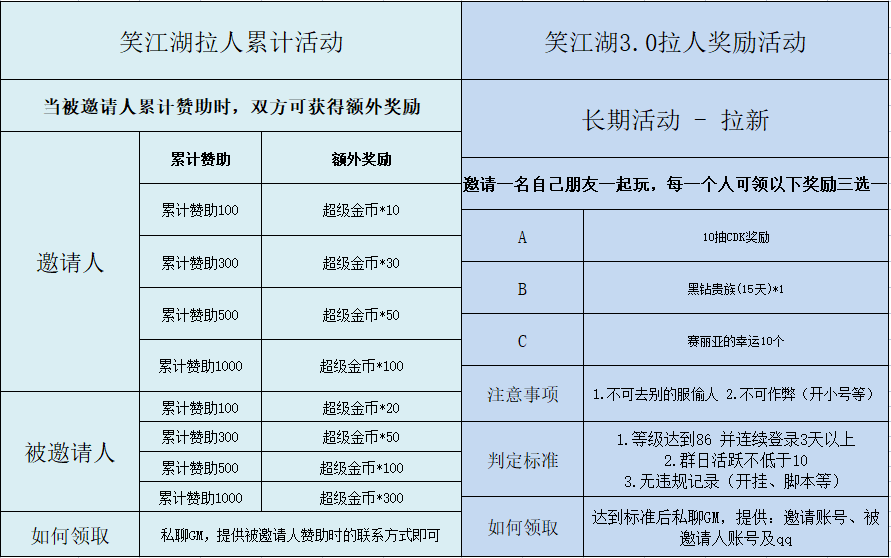 笑江湖拉人累计活动
当被邀请人累计赞助时，双方可获得额外奖励
邀请人
累计赞助 额外奖励
累计赞助100 超级金币*10
累计赞助300 超级金币*30
累计赞助500 超级金币*50
累计赞助1000 超级金币*100
被邀请人
累计赞助100 超级金币*20
累计赞助300 超级金币*50
累计赞助500 超级金币*100
累计赞助1000 超级金币*300
如何领取 私聊GM，提供被邀请人赞助时的联系方式即可
笑江湖3.0拉人奖励活动
长期活动 - 拉新
邀请一名自己朋友一起玩，每一个人可领以下奖励三选一
A 10抽CDK奖励
B 黑钻贵族(15天)*1
C 赛丽亚的幸运10个
注意事项 1.不可去别的服偷人 2.不可作弊（开小号等）
判定标准
1.等级达到86 并连续登录3天以上
2.群日活跃不低于10
3.无违规记录（开挂、脚本等）
如何领取
达到标准后私聊GM，提供：邀请账号、被
邀请人账号及qq